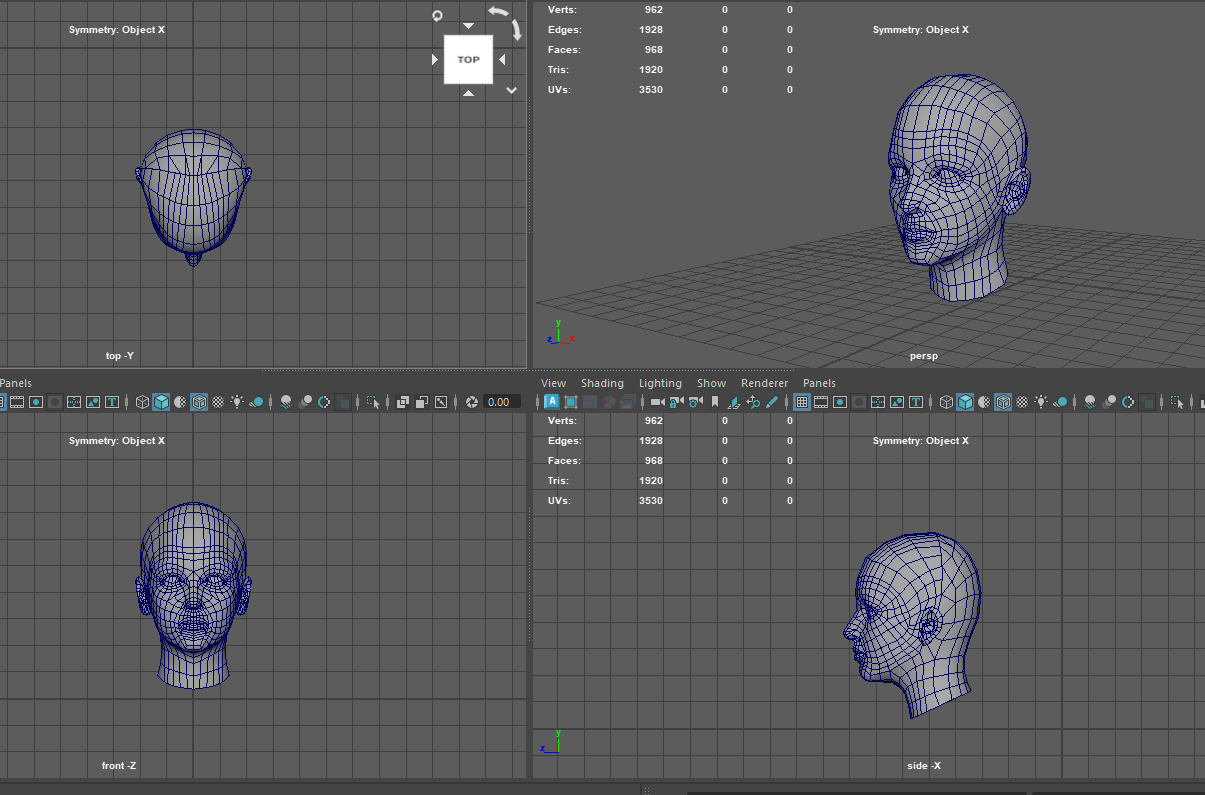 Symmetry: Object X
TOP
top -Y
Verts: 962 0 0
Edges: 1928 0 0
Faces: 968 0 0
Tris: 1920 0 0
UVs: 3530 0 0
Symmetry: Object X
y
z x
persp
Panels
0.00
Symmetry: Object X
front -Z
View Shading Lighting Show Renderer Panels
A
Verts: 962 0 0
Edges: 1928 0 0
Faces: 968 0 0
Tris: 1920 0 0
UVs: 3530 0 0
Symmetry: Object X
y
z
side -X